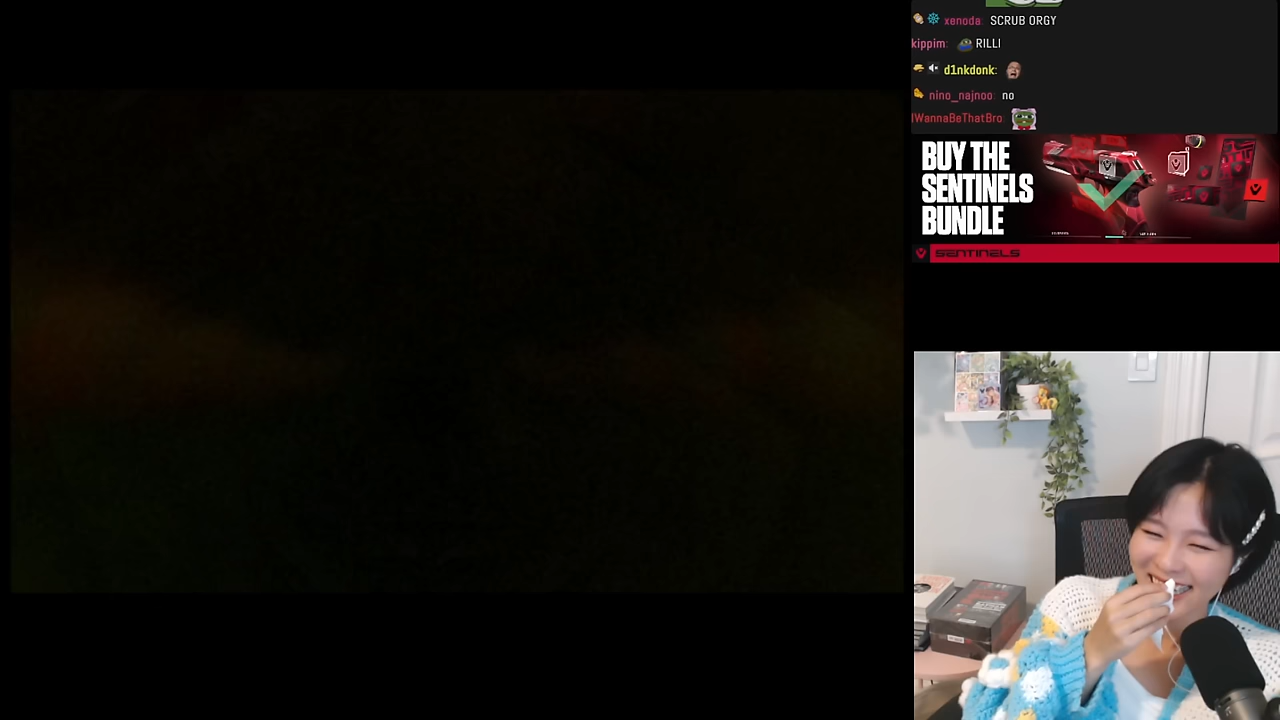 xenoda: SCRUB ORGY
kippim: RILLI
d1nkdonk:
nino_najnoo: no
IWannaBeThatBro:
BUY THE
SENTINELS
BUNDLE
SENTINELS